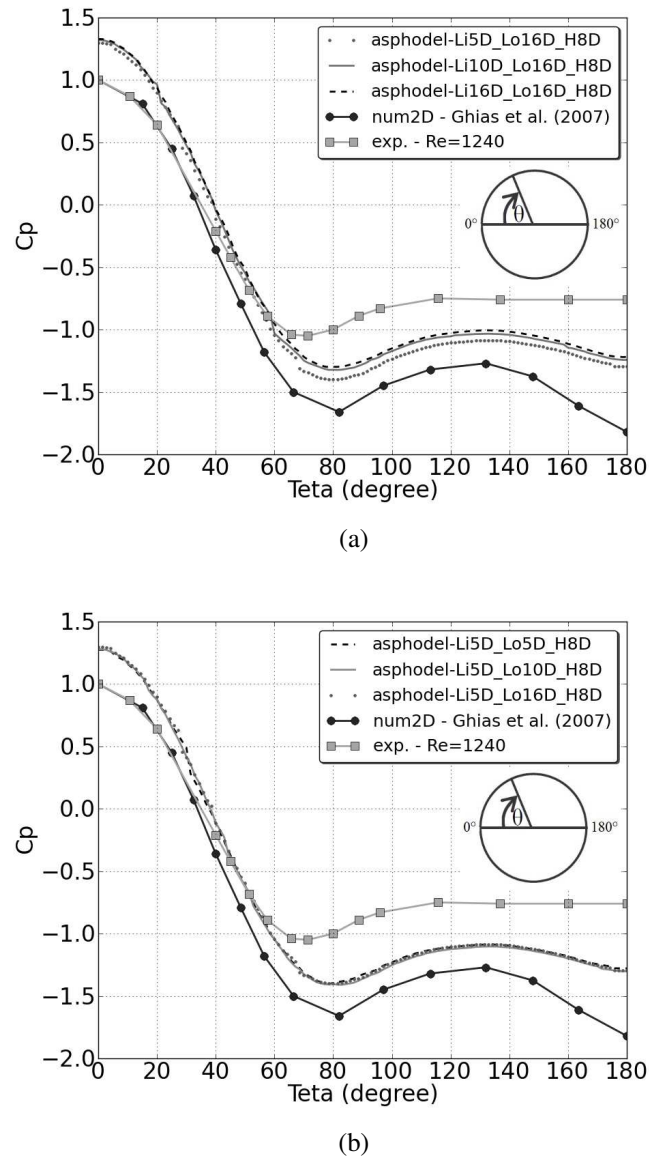 1.5
1.0
0.5
0.0
−0.5
−1.0
−1.5
−2.0
Cp
asphodel-Li5D_Lo16D_H8D
asphodel-Li10D_Lo16D_H8D
asphodel-Li16D_Lo16D_H8D
num2D - Ghias et al. (2007)
exp. - Re=1240
0° θ 180°
0 20 40 60 80 100 120 140 160 180
Teta (degree)
(a)
1.5
1.0
0.5
0.0
−0.5
−1.0
−1.5
−2.0
Cp
asphodel-Li5D_Lo5D_H8D
asphodel-Li5D_Lo10D_H8D
asphodel-Li5D_Lo16D_H8D
num2D - Ghias et al. (2007)
exp. - Re=1240
0° θ 180°
0 20 40 60 80 100 120 140 160 180
Teta (degree)
(b)